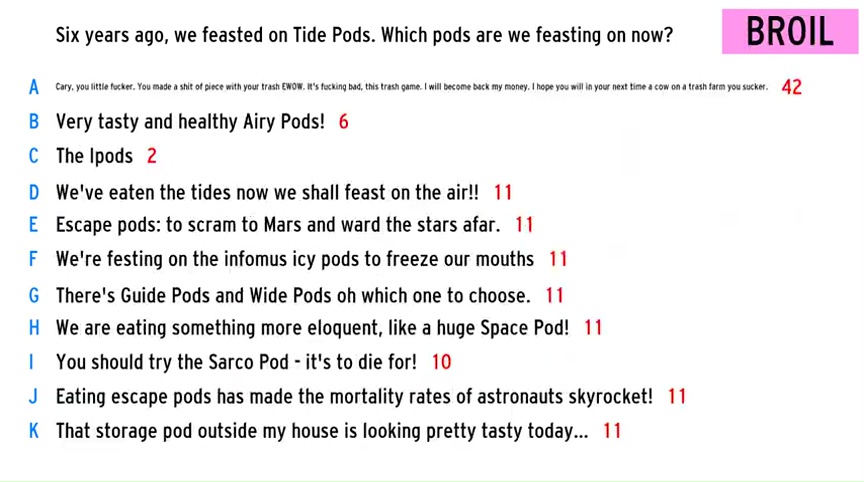 Six years ago, we feasted on Tide Pods. Which pods are we feasting on now?
BROIL
A Cary, you little fucker. You made a shit of piece with your trash EWOW. It's fucking bad, this trash game. I will become back my money. I hope you will in your next time a cow on a trash farm you sucker. 42
B Very tasty and healthy Airy Pods! 6
C The Ipods 2
D We've eaten the tides now we shall feast on the air!! 11
E Escape pods: to scram to Mars and ward the stars afar. 11
F We're festing on the infomus icy pods to freeze our mouths 11
G There's Guide Pods and Wide Pods oh which one to choose. 11
H We are eating something more eloquent, like a huge Space Pod! 11
I You should try the Sarco Pod - it's to die for! 10
J Eating escape pods has made the mortality rates of astronauts skyrocket! 11
K That storage pod outside my house is looking pretty tasty today... 11